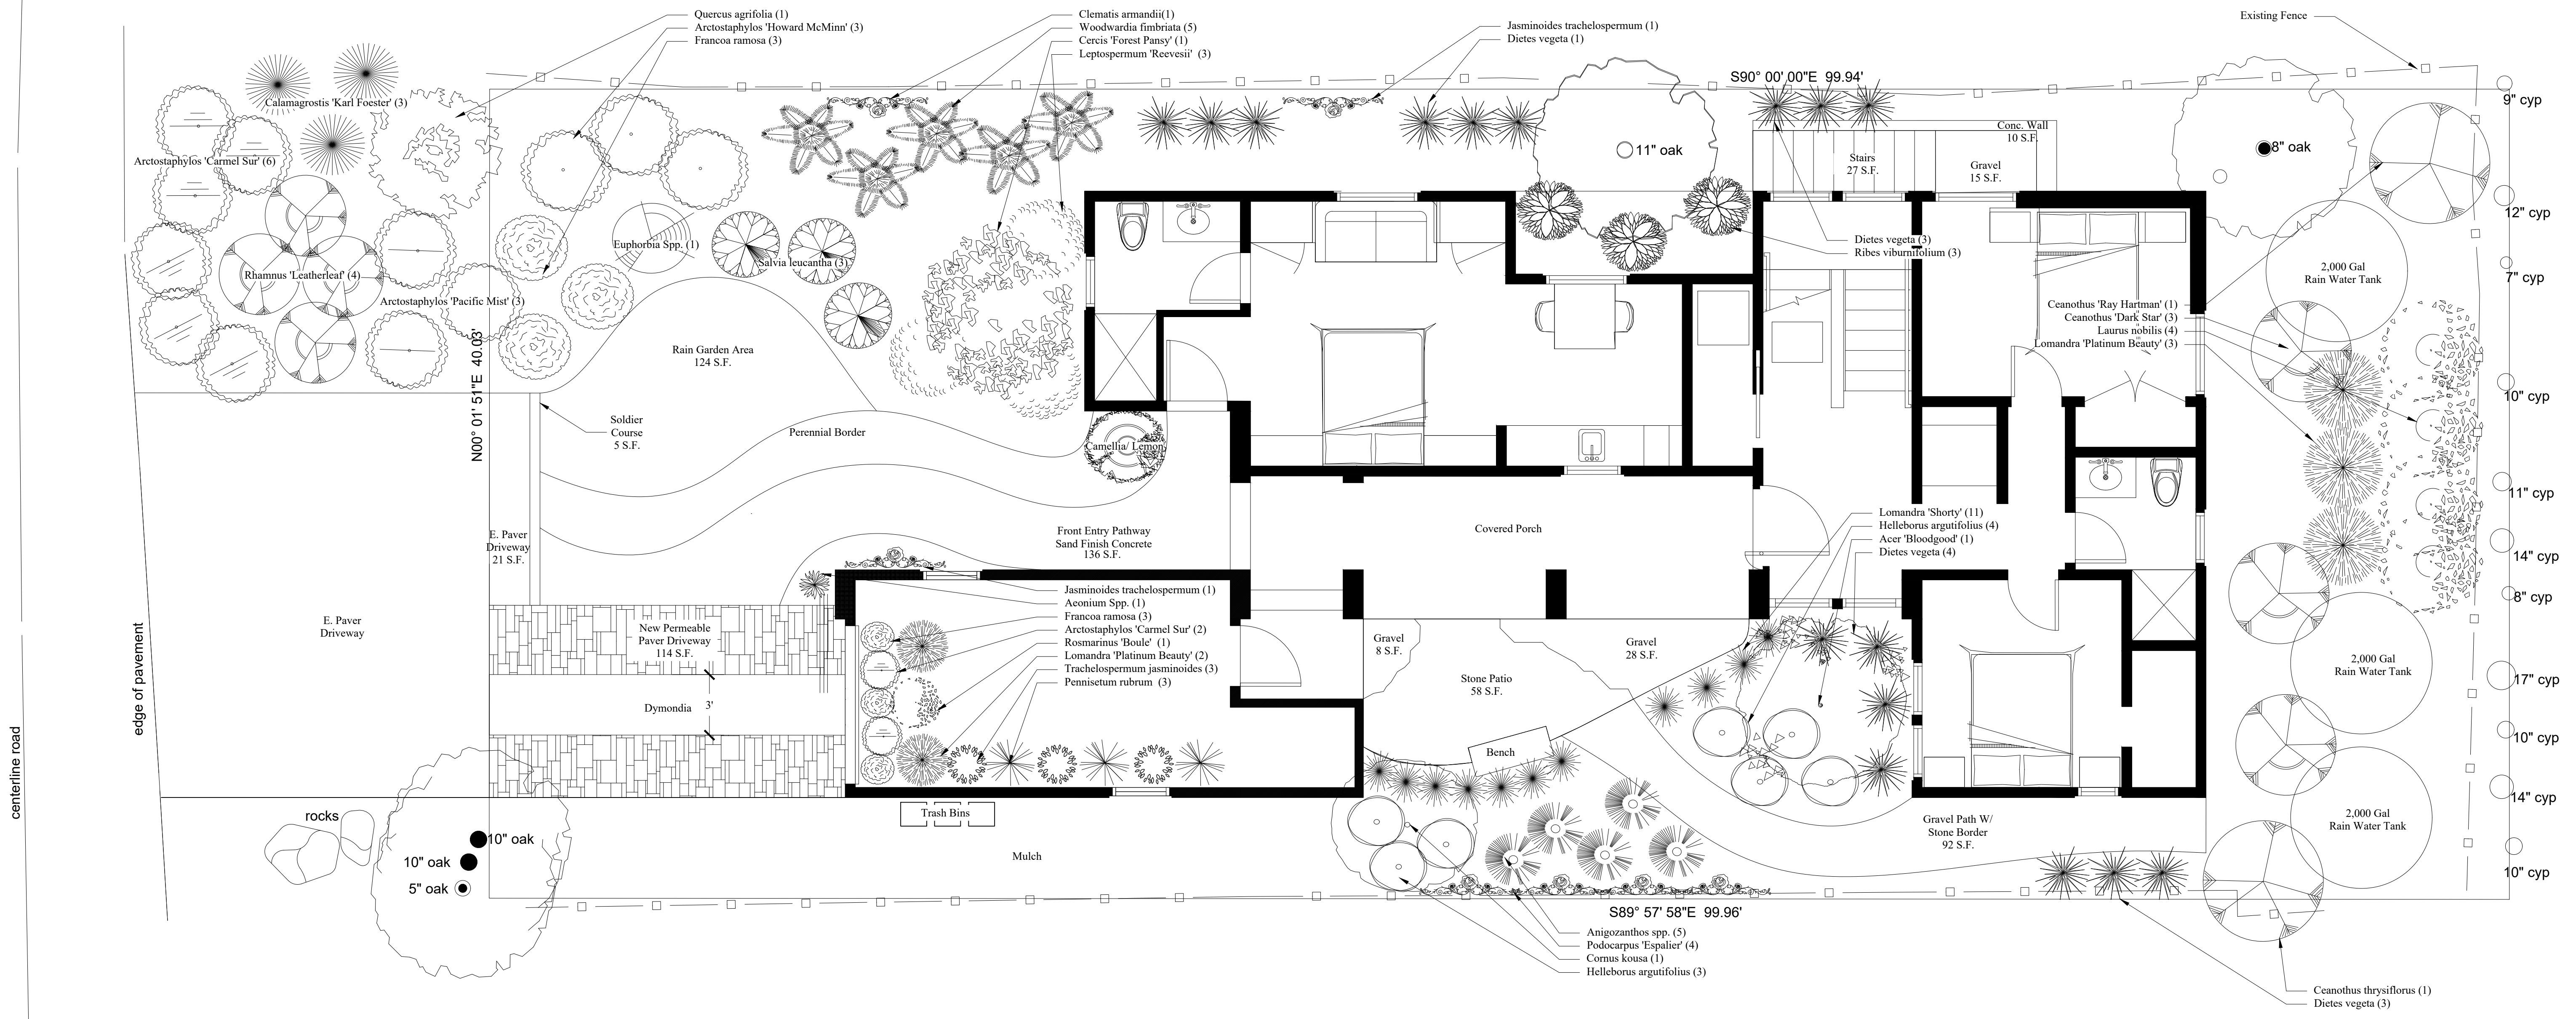 Quercus agrifolia (1)
Arctostaphylos 'Howard McMinn' (3)
Francoa ramosa (3)
Clematis armandii(1)
Woodwardia fimbriata (5)
Cercis 'Forest Pansy' (1)
Leptospermum 'Reevesii' (3)
Jasminoides trachelospermum (1)
Dietes vegeta (1)
Existing Fence
S90° 00' 00"E 99.94'
Calamagrostis 'Karl Foester' (3)
Arctostaphylos 'Carmel Sur' (6)
Rhamnus 'Leatherleaf' (4)
Arctostaphylos 'Pacific Mist' (3)
Euphorbia Spp. (1)
Salvia leucantha (3)
N00° 01' 51"E 40.03'
Rain Garden Area
124 S.F.
Soldier
Course
5 S.F.
Perennial Border
Camellia/ Lemon
11" oak
Stairs
27 S.F.
Gravel
15 S.F.
Conc. Wall
10 S.F.
8" oak
Dietes vegeta (3)
Ribes viburnifolium (3)
Ceanothus 'Ray Hartman' (1)
Ceanothus 'Dark Star' (3)
Laurus nobilis (4)
Lomandra 'Platinum Beauty' (3)
2,000 Gal
Rain Water Tank
9" cyp
12" cyp
7" cyp
10" cyp
11" cyp
14" cyp
8" cyp
17" cyp
10" cyp
14" cyp
10" cyp
E. Paver
Driveway
21 S.F.
Front Entry Pathway
Sand Finish Concrete
136 S.F.
Covered Porch
Lomandra 'Shorty' (11)
Helleborus argutifolius (4)
Acer 'Bloodgood' (1)
Dietes vegeta (4)
centerline road
edge of pavement
E. Paver
Driveway
New Permeable
Paver Driveway
114 S.F.
Dymondia
3'
Jasminoides trachelospermum (1)
Aeonium Spp. (1)
Francoa ramosa (3)
Arctostaphylos 'Carmel Sur' (2)
Rosmarinus 'Boule' (1)
Lomandra 'Platinum Beauty' (2)
Trachelospermum jasminoides (3)
Pennisetum rubrum (3)
Gravel
8 S.F.
Stone Patio
58 S.F.
Gravel
28 S.F.
Bench
2,000 Gal
Rain Water Tank
2,000 Gal
Rain Water Tank
rocks
10" oak
10" oak
5" oak
Trash Bins
Mulch
Gravel Path W/
Stone Border
92 S.F.
S89° 57' 58"E 99.96'
Anigozanthos spp. (5)
Podocarpus 'Espalier' (4)
Cornus kousa (1)
Helleborus argutifolius (3)
Ceanothus thrysiflorus (1)
Dietes vegeta (3)